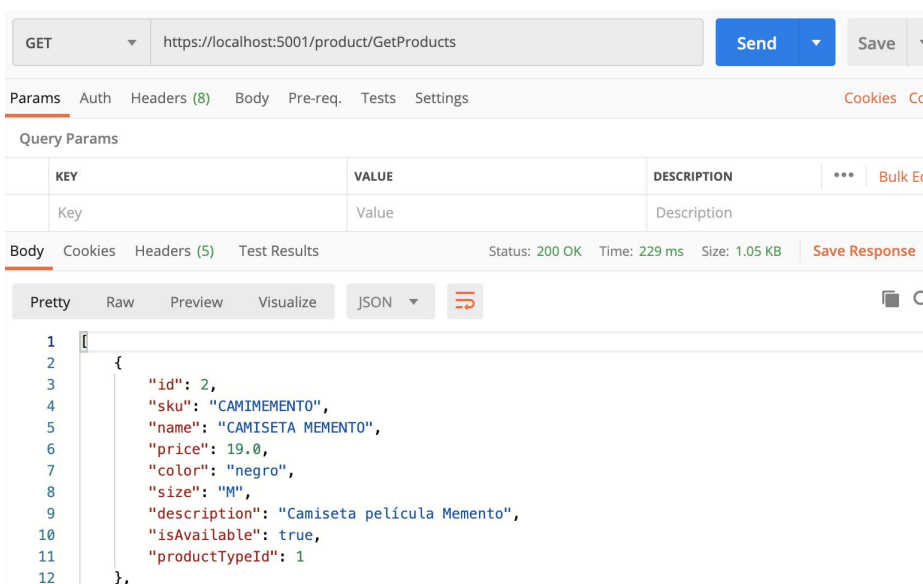 GET https://localhost:5001/product/GetProducts Send Save
Params Auth Headers (8) Body Pre-req. Tests Settings Cookies Co
Query Params
KEY VALUE DESCRIPTION ••• Bulk Ed
Key Value Description
Body Cookies Headers (5) Test Results Status: 200 OK Time: 229 ms Size: 1.05 KB Save Response
Pretty Raw Preview Visualize JSON
1 [
2 {
3 "id": 2,
4 "sku": "CAMIMEMENTO",
5 "name": "CAMISETA MEMENTO",
6 "price": 19.0,
7 "color": "negro",
8 "size": "M",
9 "description": "Camiseta película Memento",
10 "isAvailable": true,
11 "productTypeId": 1
12 },